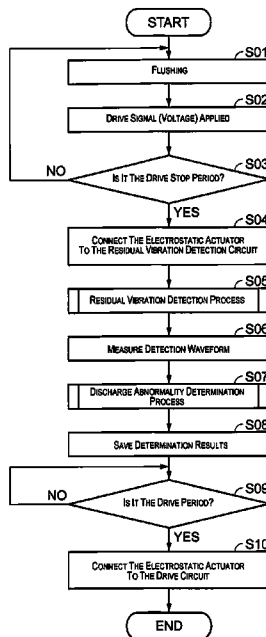 START
S01
FLUSHING
S02
DRIVE SIGNAL (VOLTAGE) APPLIED
S03
IS IT THE DRIVE STOP PERIOD?
NO
YES
S04
CONNECT THE ELECTROSTATIC ACTUATOR
TO THE RESIDUAL VIBRATION DETECTION CIRCUIT
S05
RESIDUAL VIBRATION DETECTION PROCESS
S06
MEASURE DETECTION WAVEFORM
S07
DISCHARGE ABNORMALITY DETERMINATION
PROCESS
S08
SAVE DETERMINATION RESULTS
S09
NO
IS IT THE DRIVE PERIOD?
YES
S10
CONNECT THE ELECTROSTATIC ACTUATOR
TO THE DRIVE CIRCUIT
END